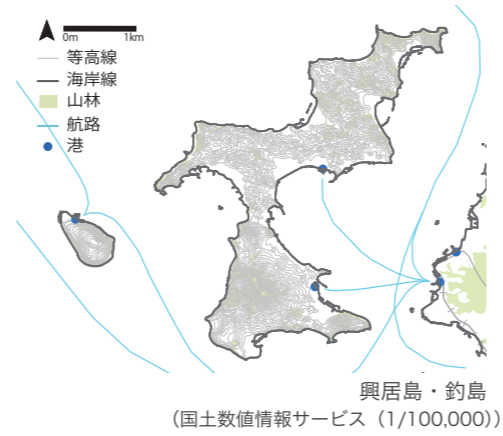 0m 1km
等高線
海岸線
山林
航路
港
興居島・釣島
（国土数値情報サービス（1/100,000））